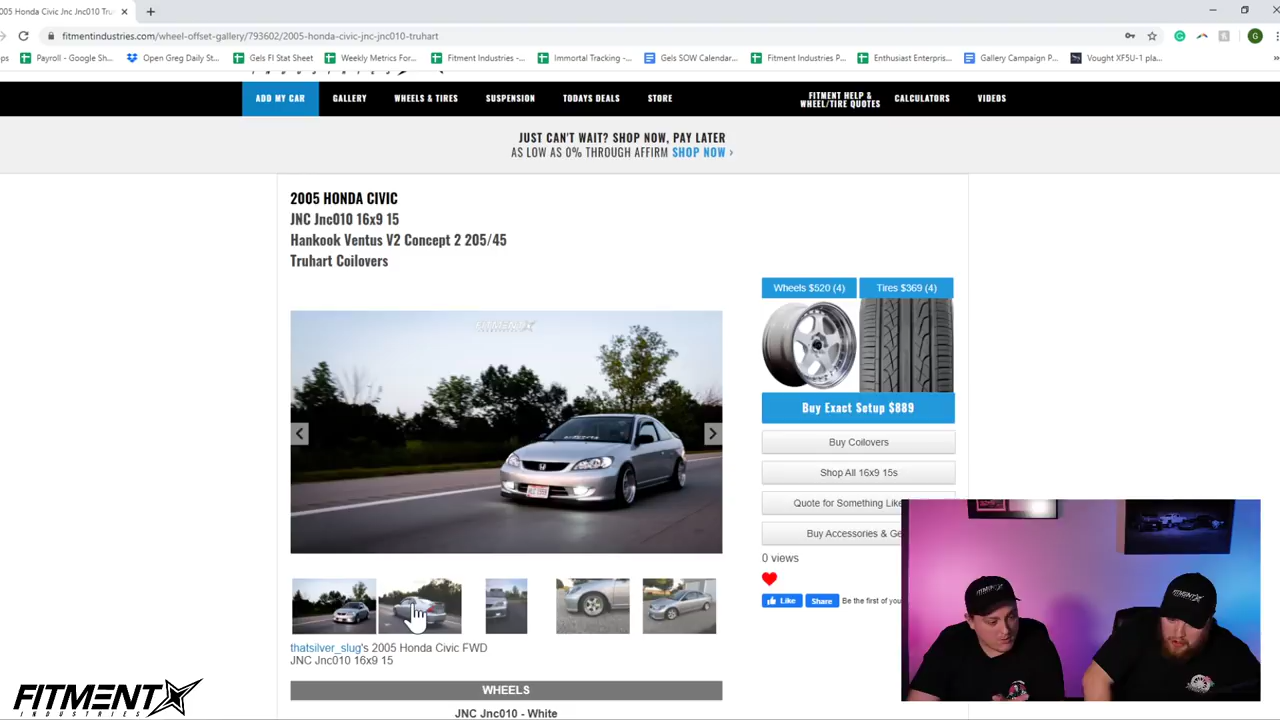 005 Honda Civic Jnc Jnc010 Tru
fitmentindustries.com/wheel-offset-gallery/793602/2005-honda-civic-jnc-jnc010-truhart
ps
Payroll - Google Sh...
Open Greg Daily St...
Gels FI Stat Sheet
Weekly Metrics For...
Fitment Industries -...
Immortal Tracking -...
Gels SOW Calendar...
Fitment Industries P...
Enthusiast Enterpris...
Gallery Campaign P...
Vought XF5U-1 pla...
ADD MY CAR
GALLERY
WHEELS & TIRES
SUSPENSION
TODAYS DEALS
STORE
FITMENT HELP &
WHEEL/TIRE QUOTES
CALCULATORS
VIDEOS
JUST CAN'T WAIT? SHOP NOW, PAY LATER
AS LOW AS 0% THROUGH AFFIRM SHOP NOW ›
2005 HONDA CIVIC
JNC Jnc010 16x9 15
Hankook Ventus V2 Concept 2 205/45
Truhart Coilovers
Wheels $520 (4)
Tires $369 (4)
FITMENT
Buy Exact Setup $889
Buy Coilovers
Shop All 16x9 15s
Quote for Something Like
Buy Accessories & Ge
0 views
Like
Share
Be the first of you
thatsilver_slug's 2005 Honda Civic FWD
JNC Jnc010 16x9 15
WHEELS
JNC Jnc010 - White
FITMENT
INDUSTRIES